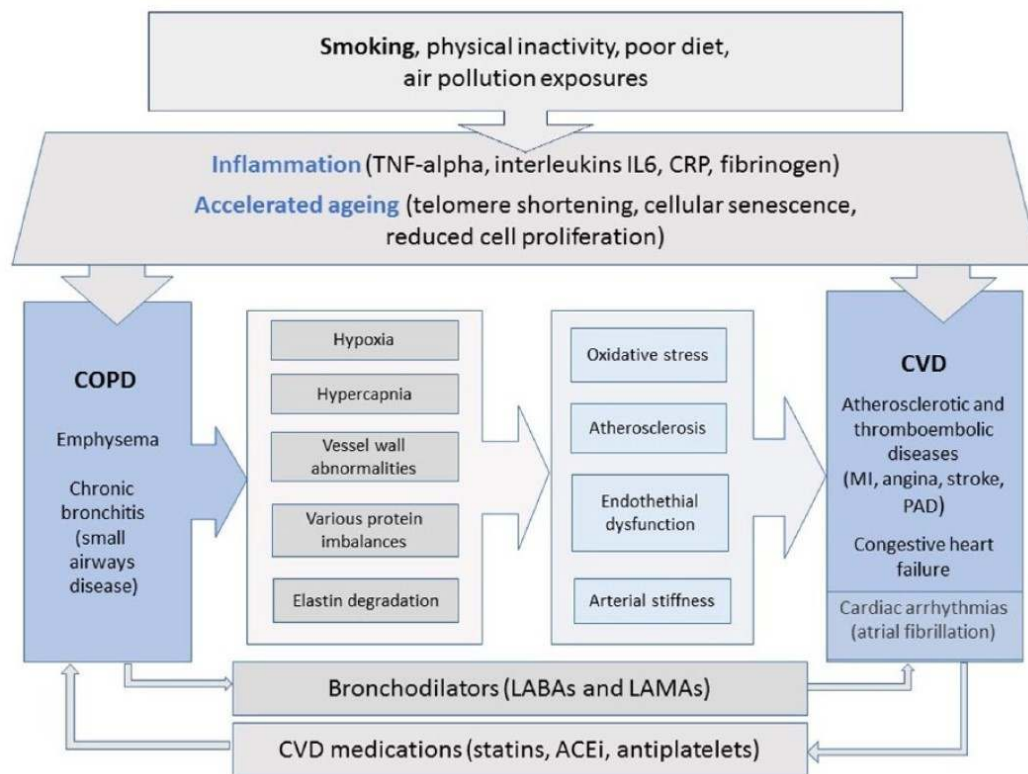 Smoking, physical inactivity, poor diet,
air pollution exposures
Inflammation (TNF-alpha, interleukins IL6, CRP, fibrinogen)
Accelerated ageing (telomere shortening, cellular senescence,
reduced cell proliferation)
COPD
Emphysema
Chronic
bronchitis
(small
airways
disease)
Hypoxia
Hypercapnia
Vessel wall
abnormalities
Various protein
imbalances
Elastin degradation
Oxidative stress
Atherosclerosis
Endothethial
dysfunction
Arterial stiffness
CVD
Atherosclerotic and
thromboembolic
diseases
(MI, angina, stroke,
PAD)
Congestive heart
failure
Cardiac arrhythmias
(atrial fibrillation)
Bronchodilators (LABAs and LAMAs)
CVD medications (statins, ACEi, antiplatelets)